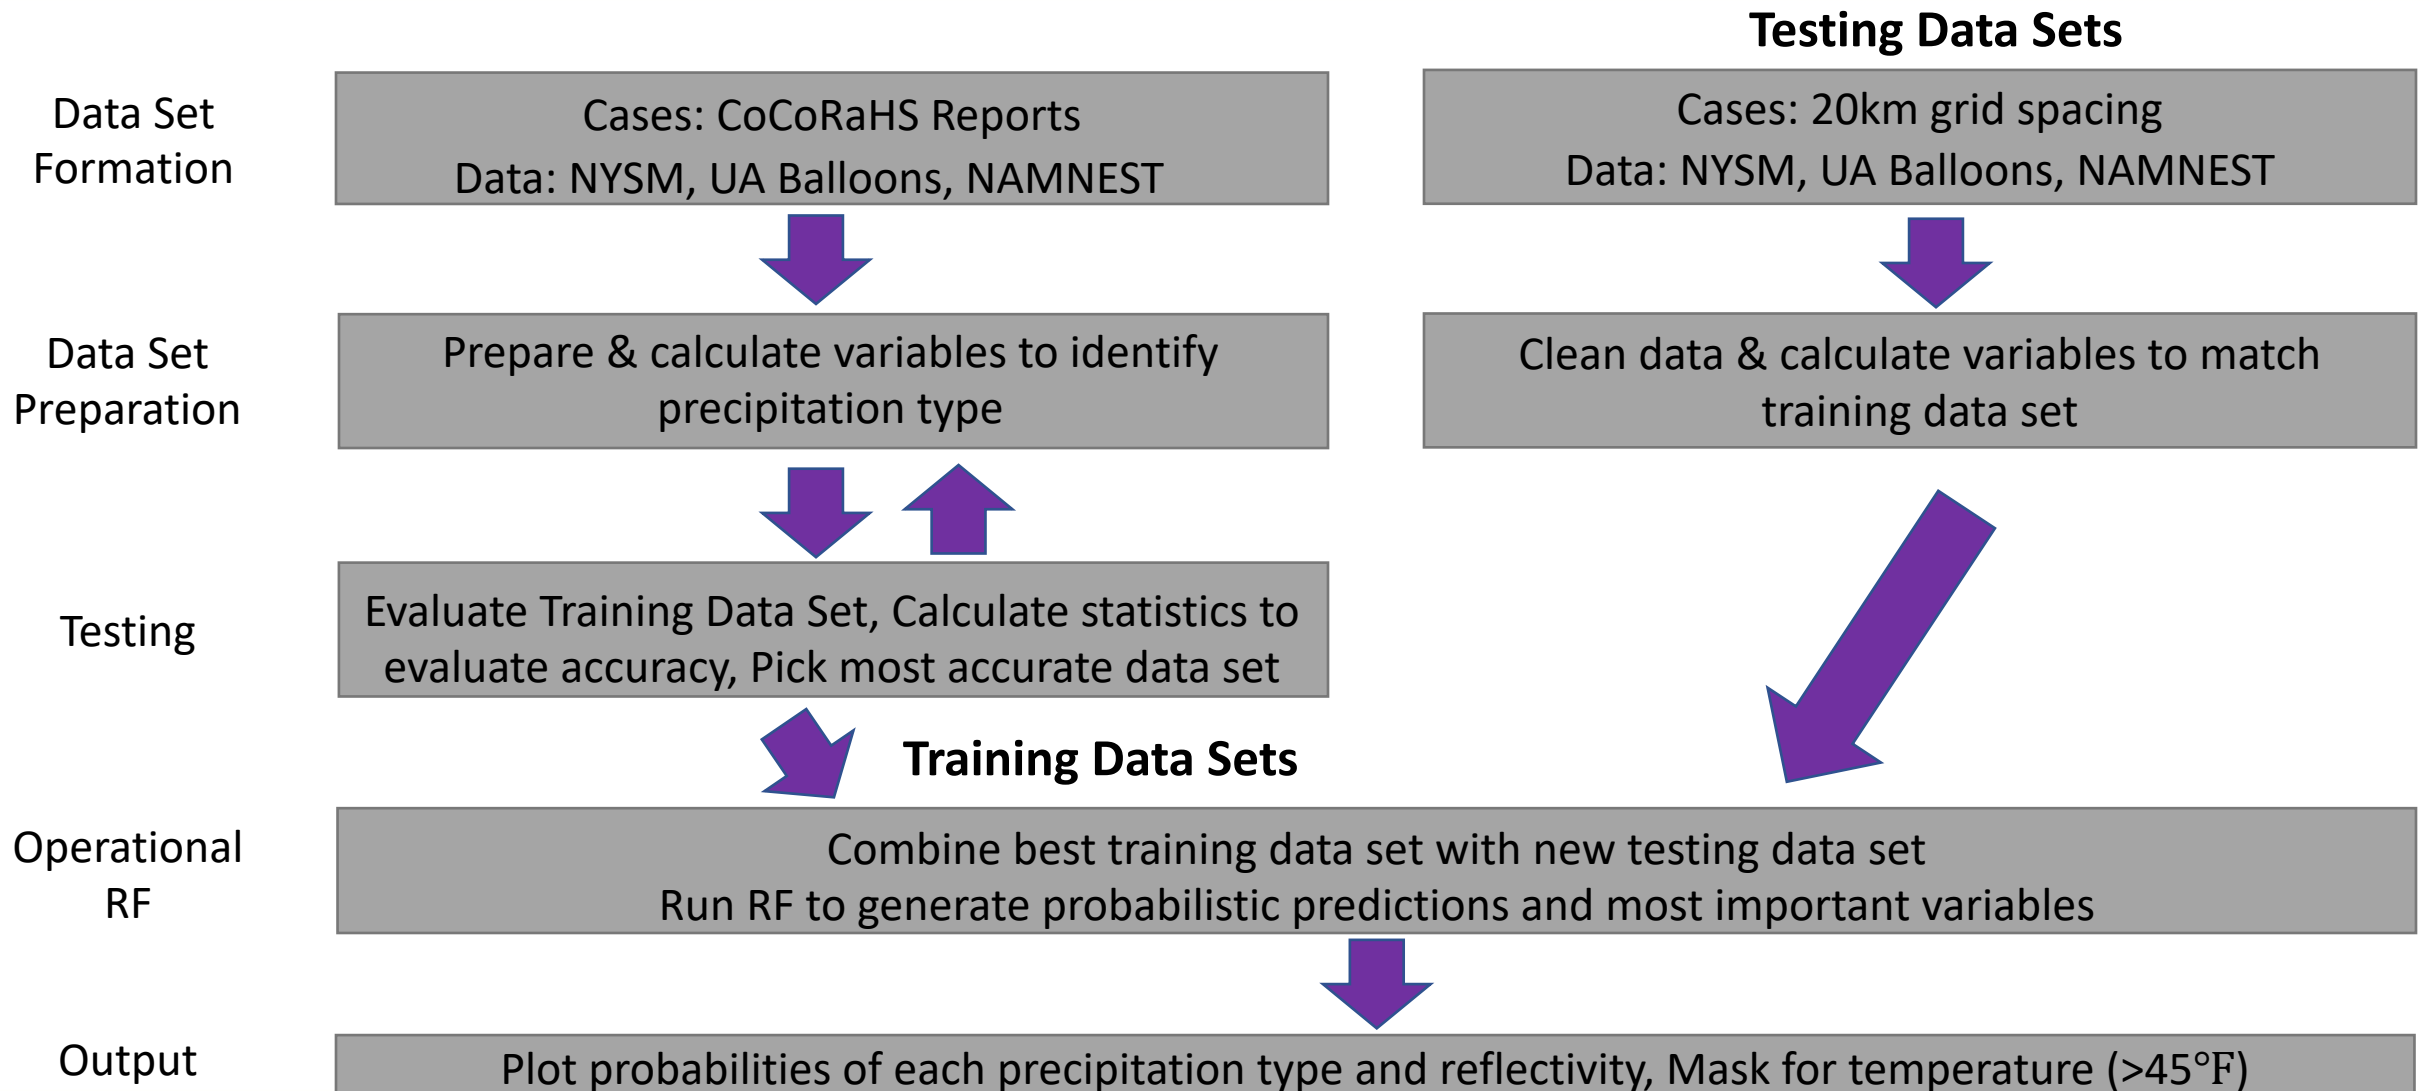 Testing Data Sets
Data Set
Formation
Cases: CoCoRaHS Reports
Data: NYSM, UA Balloons, NAMNEST
Cases: 20km grid spacing
Data: NYSM, UA Balloons, NAMNEST
Data Set
Preparation
Prepare & calculate variables to identify
precipitation type
Clean data & calculate variables to match
training data set
Testing
Evaluate Training Data Set, Calculate statistics to
evaluate accuracy, Pick most accurate data set
Training Data Sets
Operational
RF
Combine best training data set with new testing data set
Run RF to generate probabilistic predictions and most important variables
Output
Plot probabilities of each precipitation type and reflectivity, Mask for temperature (>45°F)